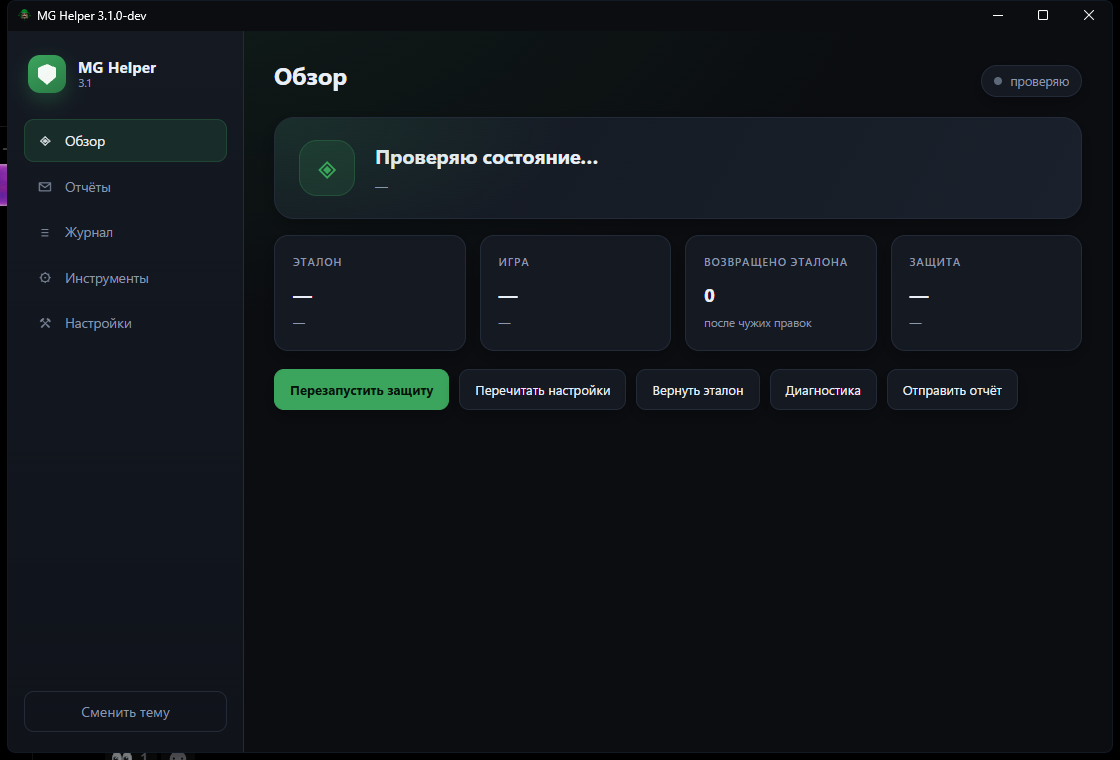 MG Helper 3.1.0-dev
MG Helper
3.1
Обзор
Отчёты
Журнал
Инструменты
Настройки
Сменить тему
Обзор
проверяю
Проверяю состояние...
—
ЭТАЛОН
—
—
ИГРА
—
—
ВОЗВРАЩЕНО ЭТАЛОНА
0
после чужих правок
ЗАЩИТА
—
—
Перезапустить защиту
Перечитать настройки
Вернуть эталон
Диагностика
Отправить отчёт